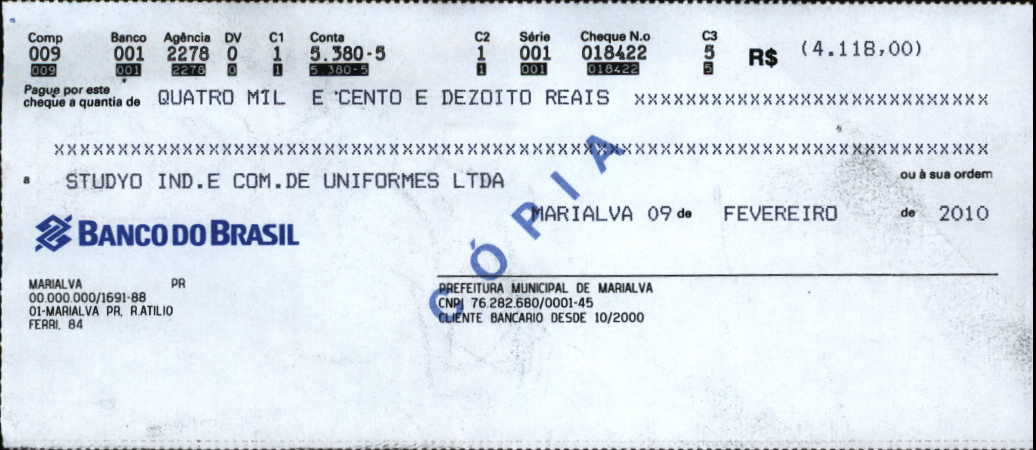 Comp Banco Agência DV C1 Conta C2 Série Cheque N.o C3
009 001 2278 0 1 5.380-5 1 001 018422 5 R$ (4.118,00)
009 001 2278 0 1 5 380-5 1 001 018422 5
Pague por este
cheque a quantia de QUATRO MIL E CENTO E DEZOITO REAIS XXXXXXXXXXXXXXXXXXXXXXXXXXXX
XXXXXXXXXXXXXXXXXXXXXXXXXXXXXXXXXXXXXXXXXXXXXXXXXXXXXXXXXXXXXXXXXXXXXXXXX
a STUDYO IND.E COM.DE UNIFORMES LTDA ou à sua ordem
MARIALVA 09 de FEVEREIRO de 2010
CÓPIA
BANCO DO BRASIL
MARIALVA PR
00.000.000/1691-88
01-MARIALVA PR, R.ATILIO
FERRI, 84
PREFEITURA MUNICIPAL DE MARIALVA
CNPJ 76.282.680/0001-45
CLIENTE BANCARIO DESDE 10/2000